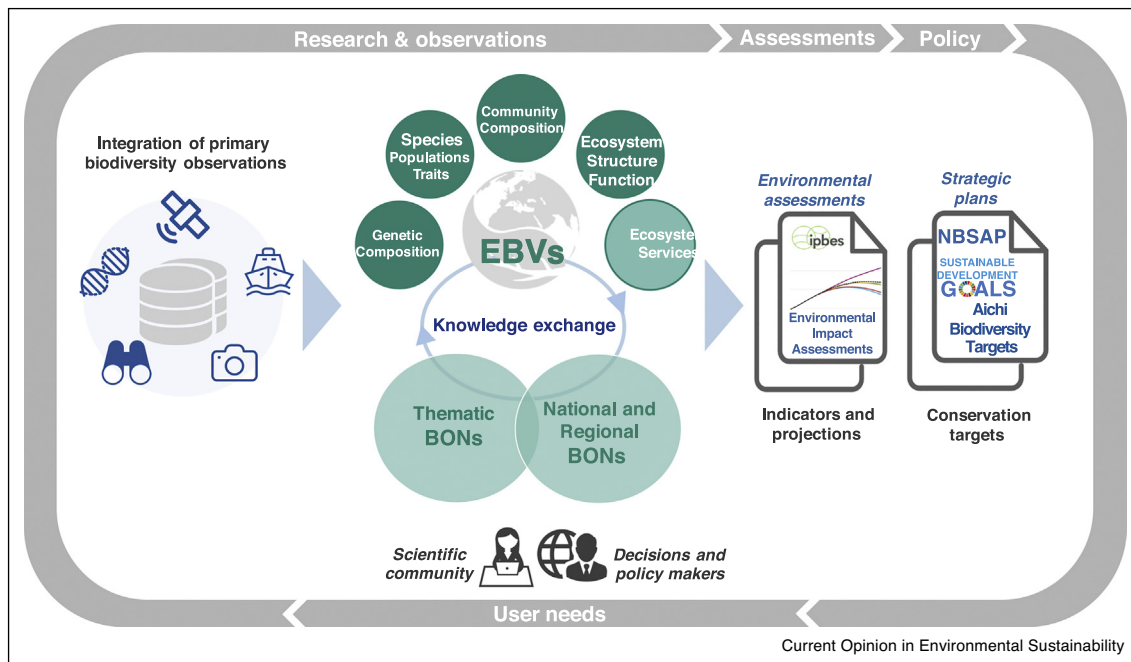 Research & observations
Assessments
Policy
Integration of primary
biodiversity observations
Genetic
Composition
Species
Populations
Traits
Community
Composition
Ecosystem
Structure
Function
Ecosystem
Services
EBVs
Knowledge exchange
Thematic
BONs
National and
Regional
BONs
Environmental
assessments
ipbes
Environmental
Impact
Assessments
Indicators and
projections
Strategic
plans
NBSAP
SUSTAINABLE
DEVELOPMENT
GOALS
Aichi
Biodiversity
Targets
Conservation
targets
Scientific
community
Decisions and
policy makers
User needs
Current Opinion in Environmental Sustainability